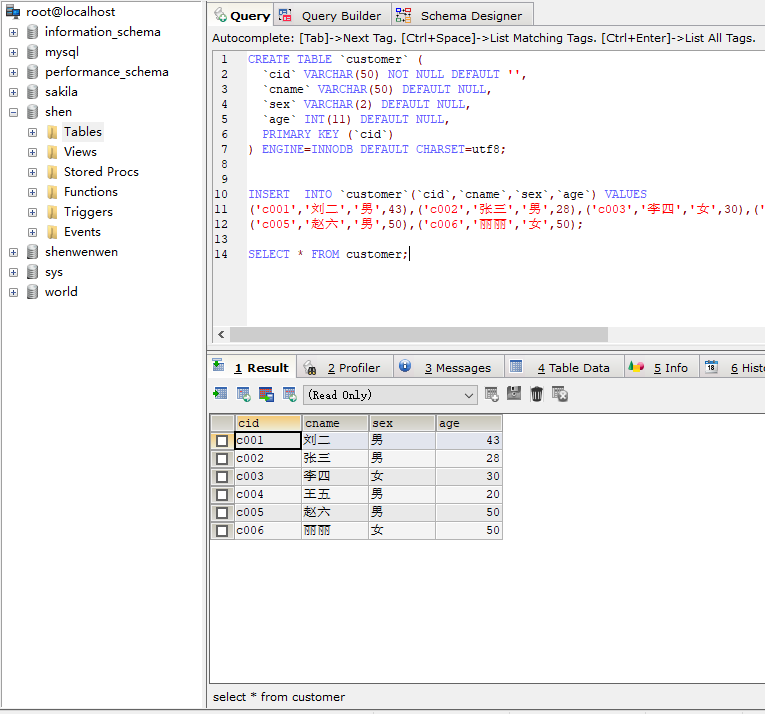 root@localhost
information_schema
mysql
performance_schema
sakila
shen
Tables
Views
Stored Procs
Functions
Triggers
Events
shenwenwen
sys
world
Query Query Builder Schema Designer
Autocomplete: [Tab]->Next Tag. [Ctrl+Space]->List Matching Tags. [Ctrl+Enter]->List All Tags.
1 CREATE TABLE `customer` (
2 `cid` VARCHAR(50) NOT NULL DEFAULT '',
3 `cname` VARCHAR(50) DEFAULT NULL,
4 `sex` VARCHAR(2) DEFAULT NULL,
5 `age` INT(11) DEFAULT NULL,
6 PRIMARY KEY (`cid`)
7 ) ENGINE=INNODB DEFAULT CHARSET=utf8;
8
9
10 INSERT  INTO `customer`(`cid`,`cname`,`sex`,`age`) VALUES
11 ('c001','刘二','男',43),('c002','张三','男',28),('c003','李四','女',30),('
12 ('c005','赵六','男',50),('c006','丽丽','女',50);
13
14 SELECT * FROM customer;
1 Result 2 Profiler 3 Messages 4 Table Data 5 Info 6 Hist
(Read Only)
cid cname sex age
c001 刘二 男 43
c002 张三 男 28
c003 李四 女 30
c004 王五 男 20
c005 赵六 男 50
c006 丽丽 女 50
select * from customer